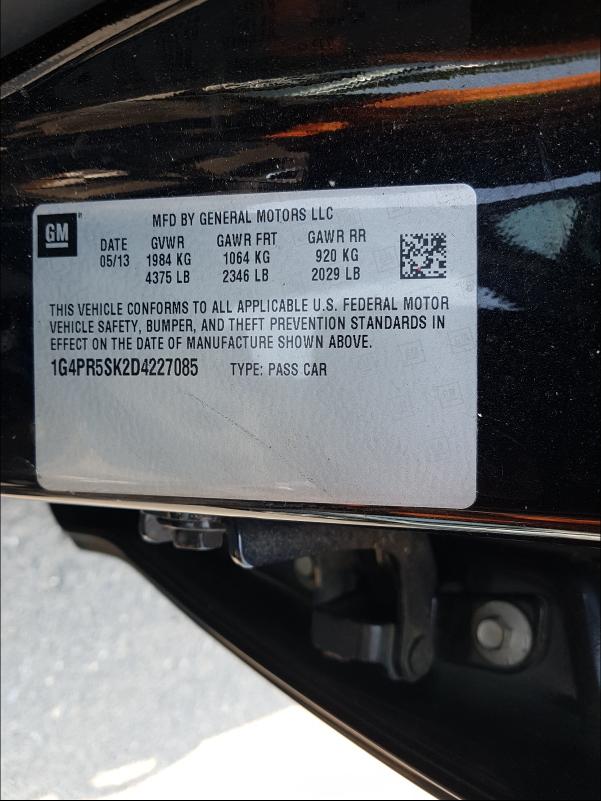 GM
MFD BY GENERAL MOTORS LLC
DATE GVWR GAWR FRT GAWR RR
05/13 1984 KG 1064 KG 920 KG
4375 LB 2346 LB 2029 LB
THIS VEHICLE CONFORMS TO ALL APPLICABLE U.S. FEDERAL MOTOR
VEHICLE SAFETY, BUMPER, AND THEFT PREVENTION STANDARDS IN
EFFECT ON THE DATE OF MANUFACTURE SHOWN ABOVE.
1G4PR5SK2D4227085 TYPE: PASS CAR